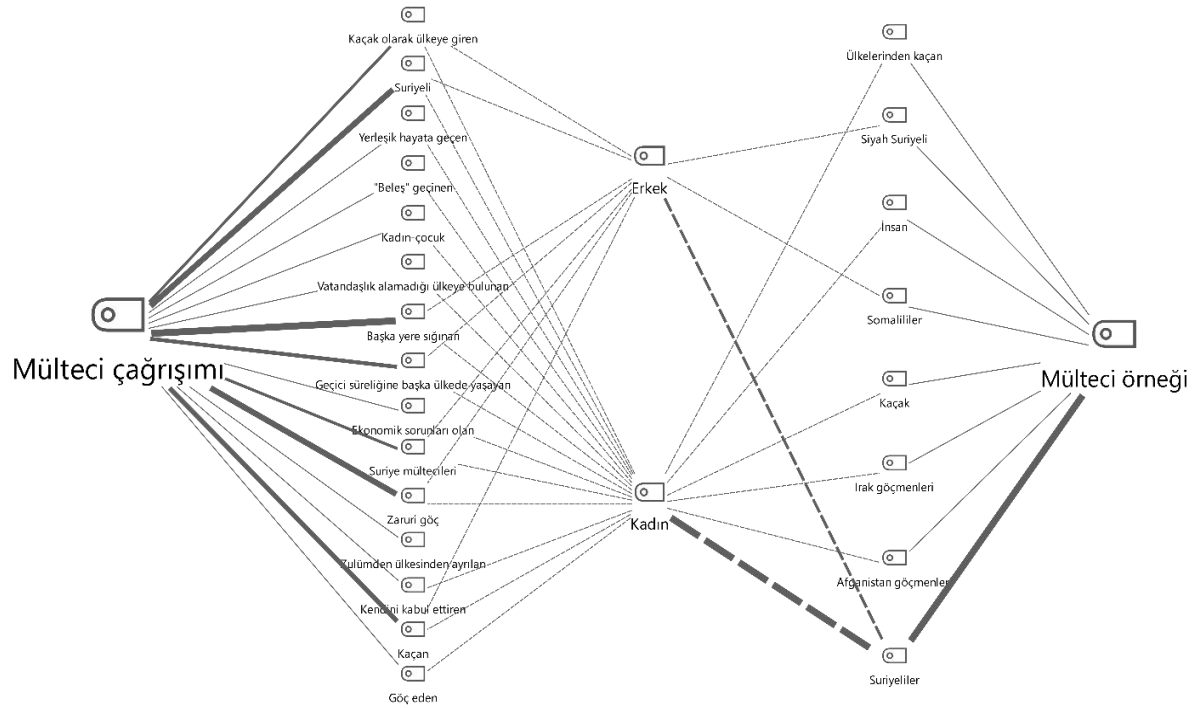 Kaçak olarak ülkeye giren
Suriyeli
Yerleşik hayata geçen
"Beleş" geçinen
Kadın-çocuk
Vatandaşlık alamadığı ülkeye bulunan
Başka yere sığınan
Geçici süreliğine başka ülkede yaşayan
Ekonomik sorunları olan
Suriye mültecileri
Zaruri göç
Zulümden ülkesinden ayrılan
Kendini kabul ettiren
Kaçan
Göç eden
Mülteci çağrışımı
Erkek
Kadın
Ülkelerinden kaçan
Siyah Suriyeli
İnsan
Somalililer
Kaçak
Irak göçmenleri
Afganistan göçmenler
Suriyeliler
Mülteci örneği